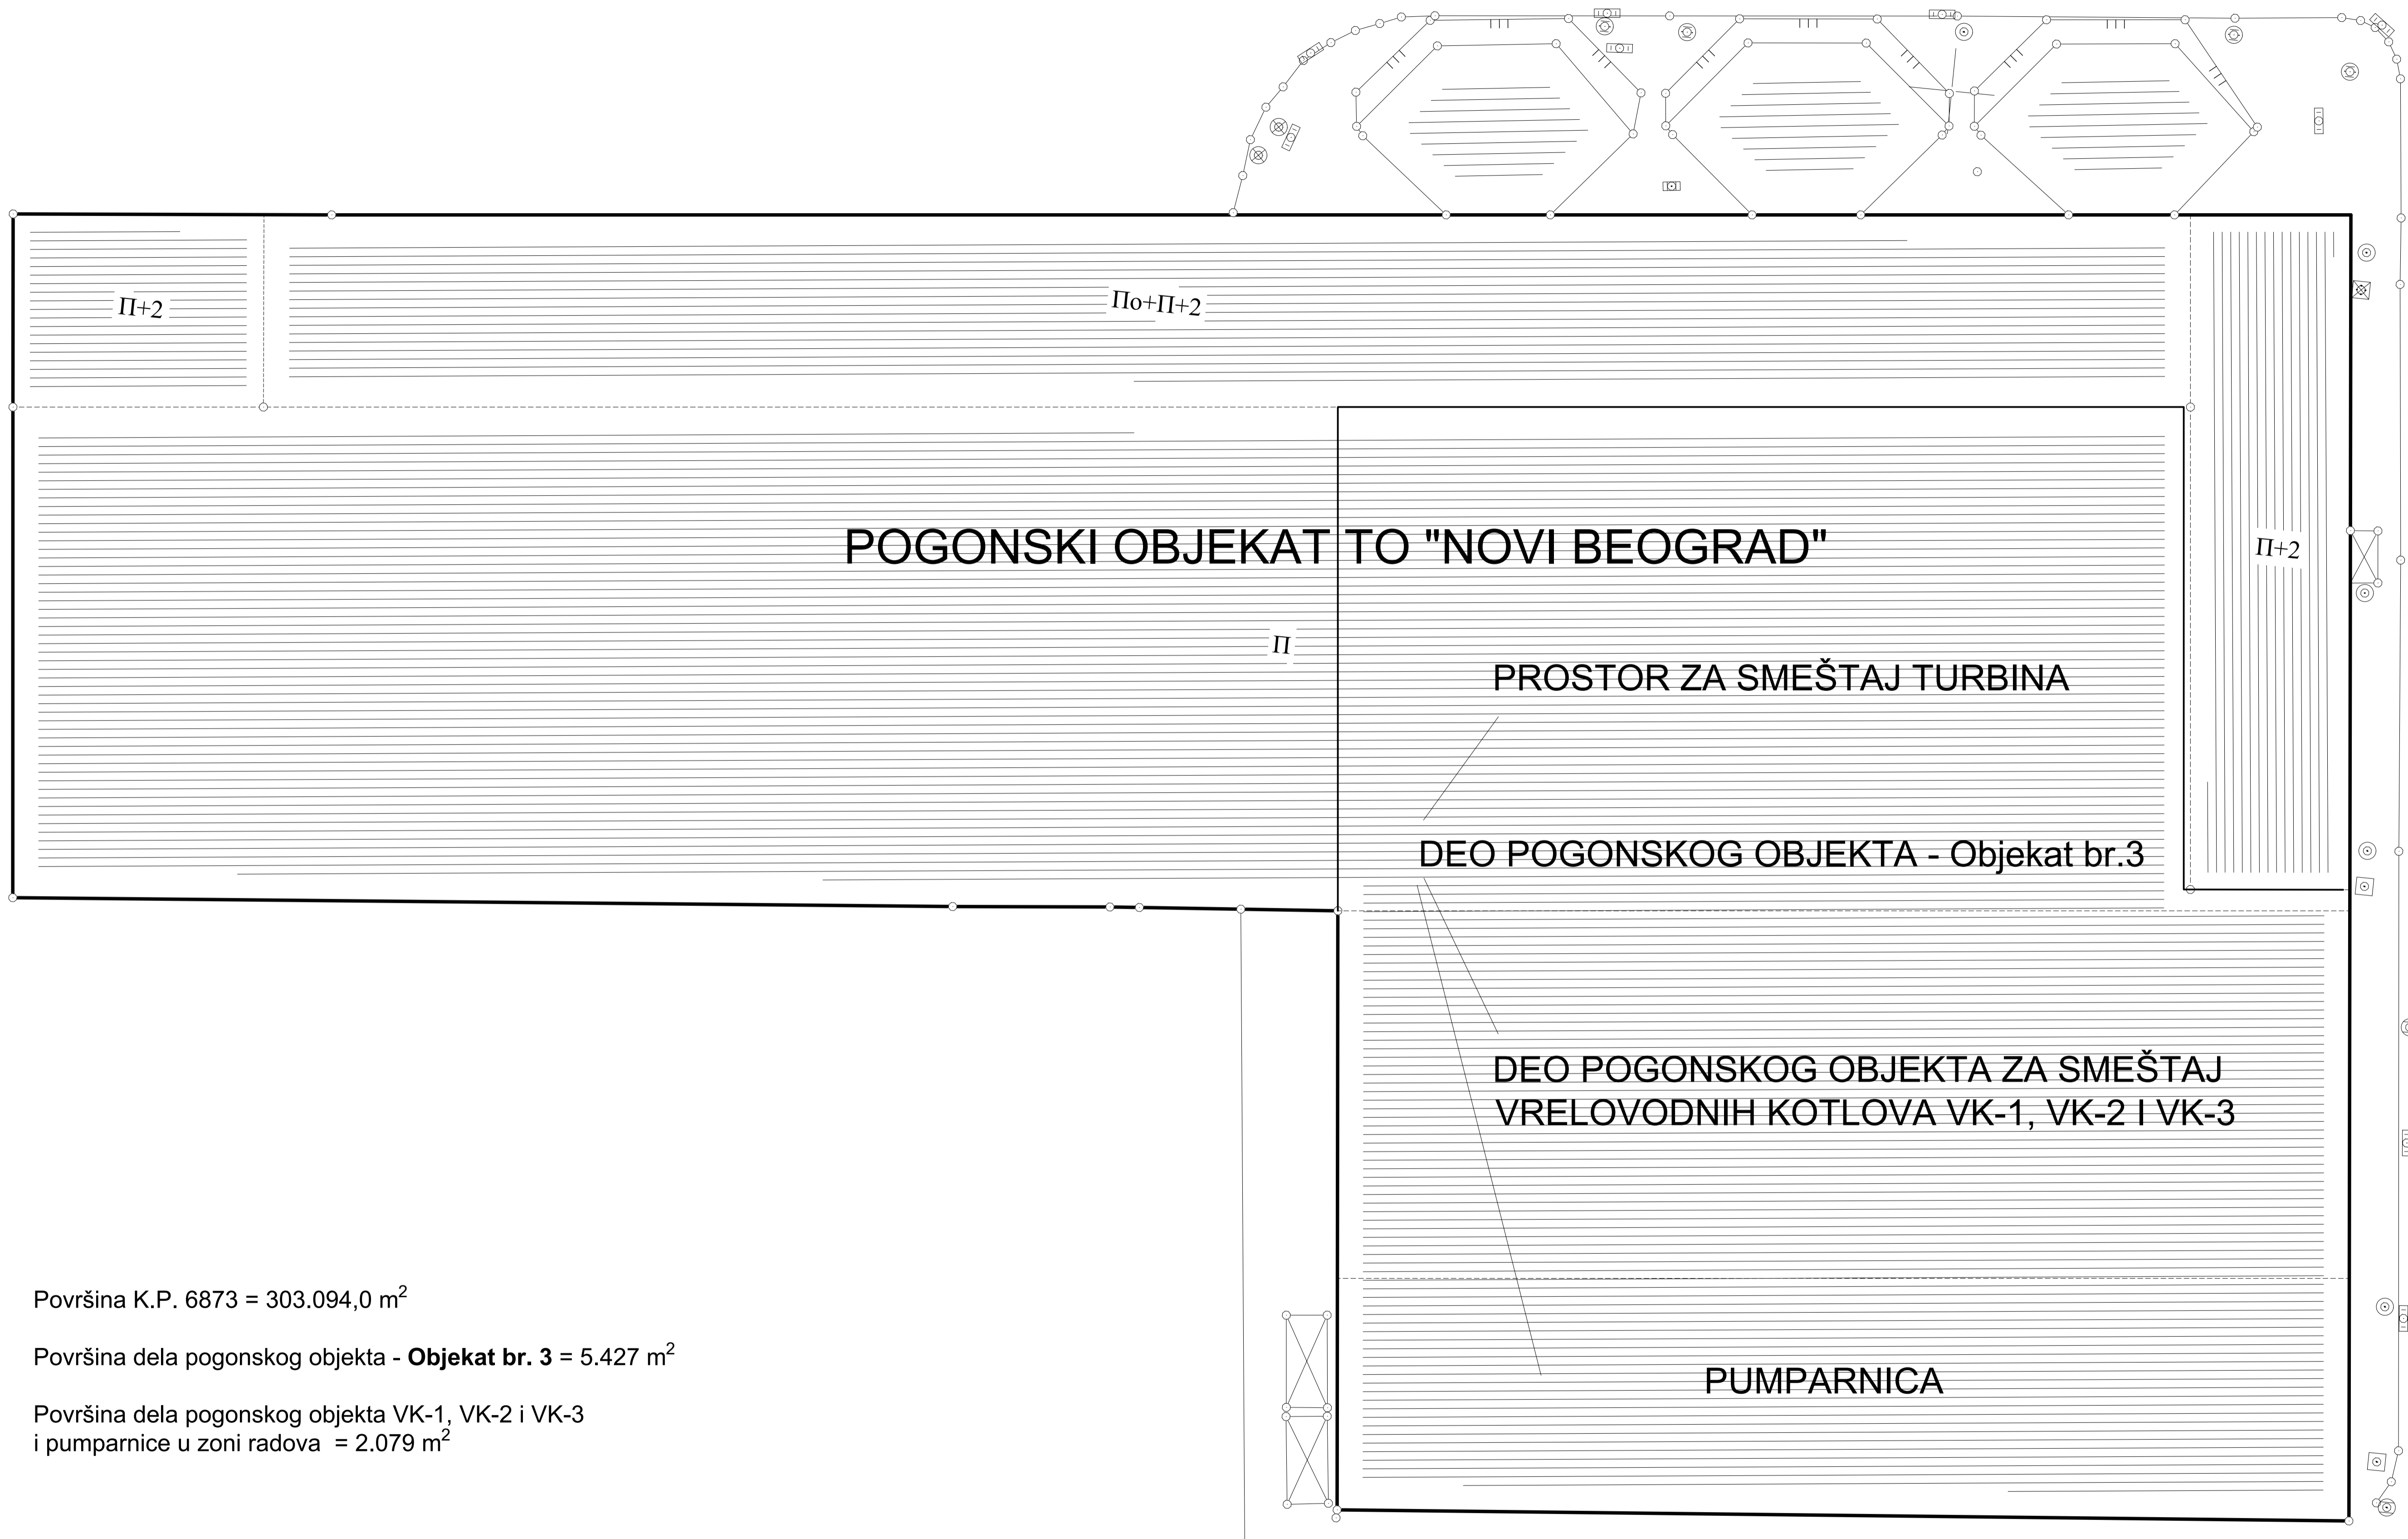 П+2
По+П+2
П+2
POGONSKI OBJEKAT TO "NOVI BEOGRAD"
П
PROSTOR ZA SMEŠTAJ TURBINA
DEO POGONSKOG OBJEKTA - Objekat br.3
DEO POGONSKOG OBJEKTA ZA SMEŠTAJ
VRELOVODNIH KOTLOVA VK-1, VK-2 I VK-3
PUMPARNICA
Površina K.P. 6873 = 303.094,0 m²
Površina dela pogonskog objekta - Objekat br. 3 = 5.427 m²
Površina dela pogonskog objekta VK-1, VK-2 i VK-3
i pumparnice u zoni radova = 2.079 m²